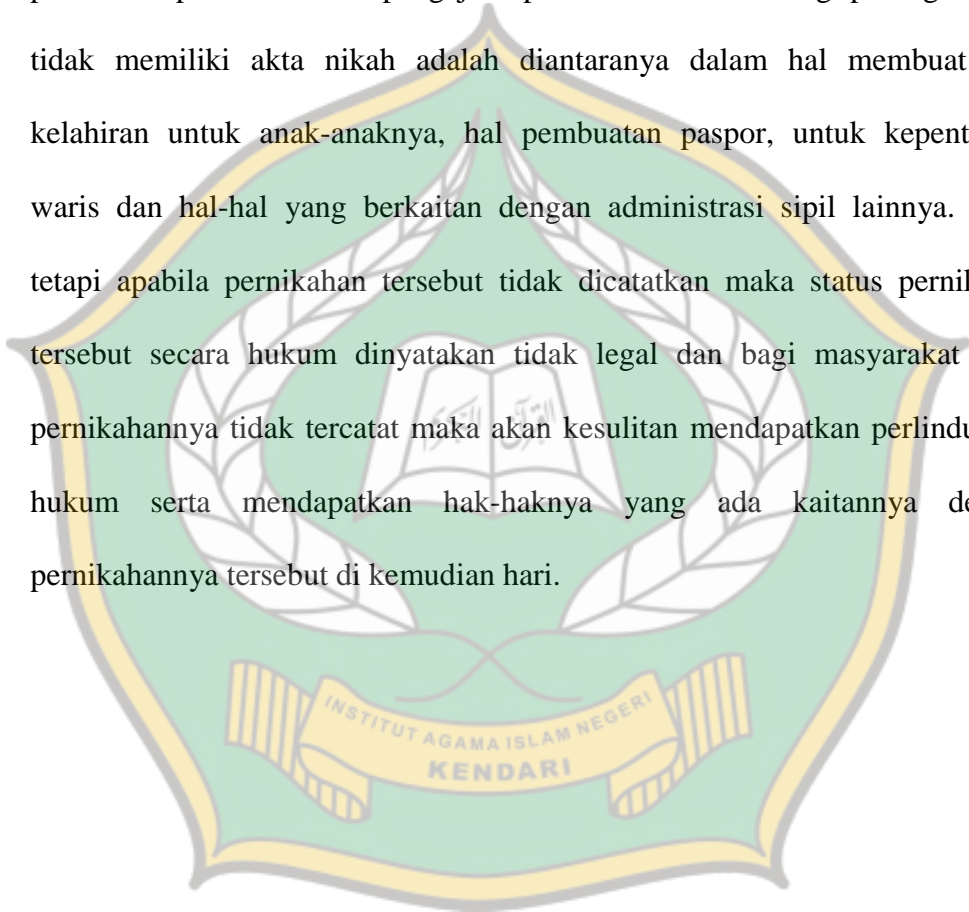 tidak memiliki akta nikah adalah diantaranya dalam hal membuat
kelahiran untuk anak-anaknya, hal pembuatan paspor, untuk kepent
waris dan hal-hal yang berkaitan dengan administrasi sipil lainnya.
tetapi apabila pernikahan tersebut tidak dicatatkan maka status pernil
tersebut secara hukum dinyatakan tidak legal dan bagi masyarakat
pernikahannya tidak tercatat maka akan kesulitan mendapatkan perlindu
hukum serta mendapatkan hak-haknya yang ada kaitannya de
pernikahannya tersebut di kemudian hari.
القرآن الكريم
INSTITUT AGAMA ISLAM NEGERI
KENDARI